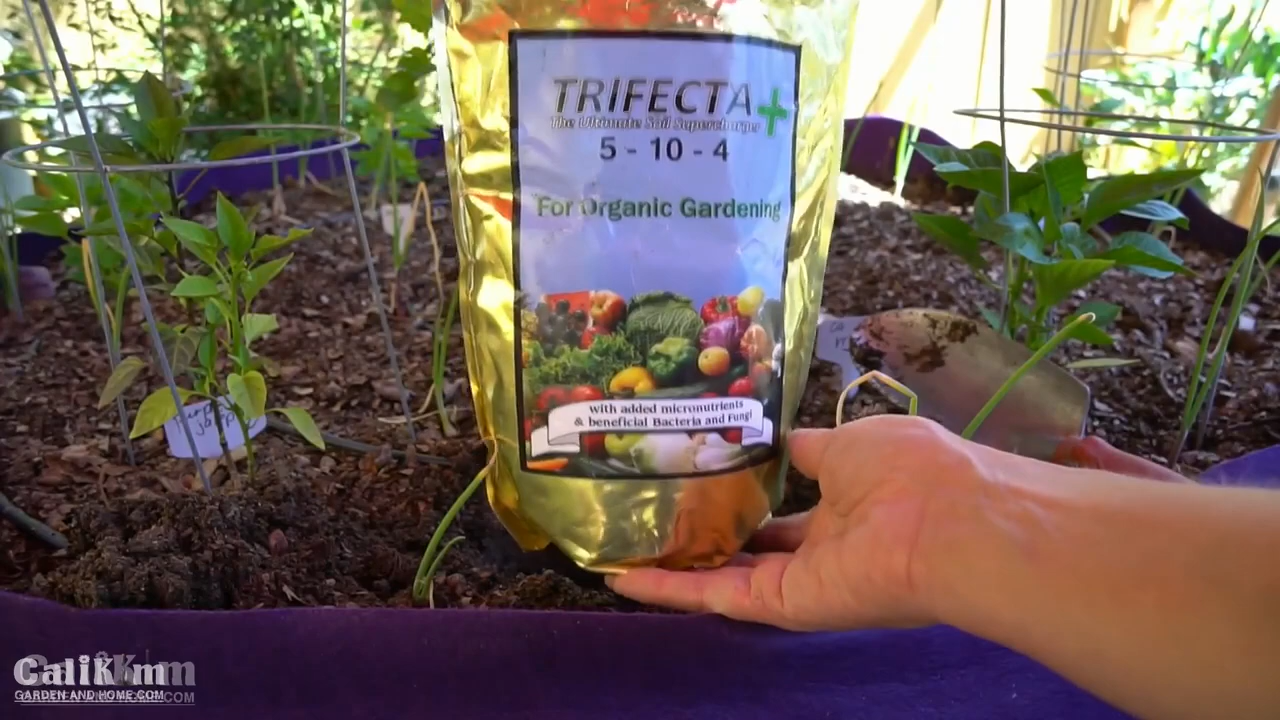 TRIFECTA+
The Ultimate Soil Supercharger
5 - 10 - 4
For Organic Gardening
with added micronutrients
& beneficial Bacteria and Fungi
CaliKim
GARDEN AND HOME.COM